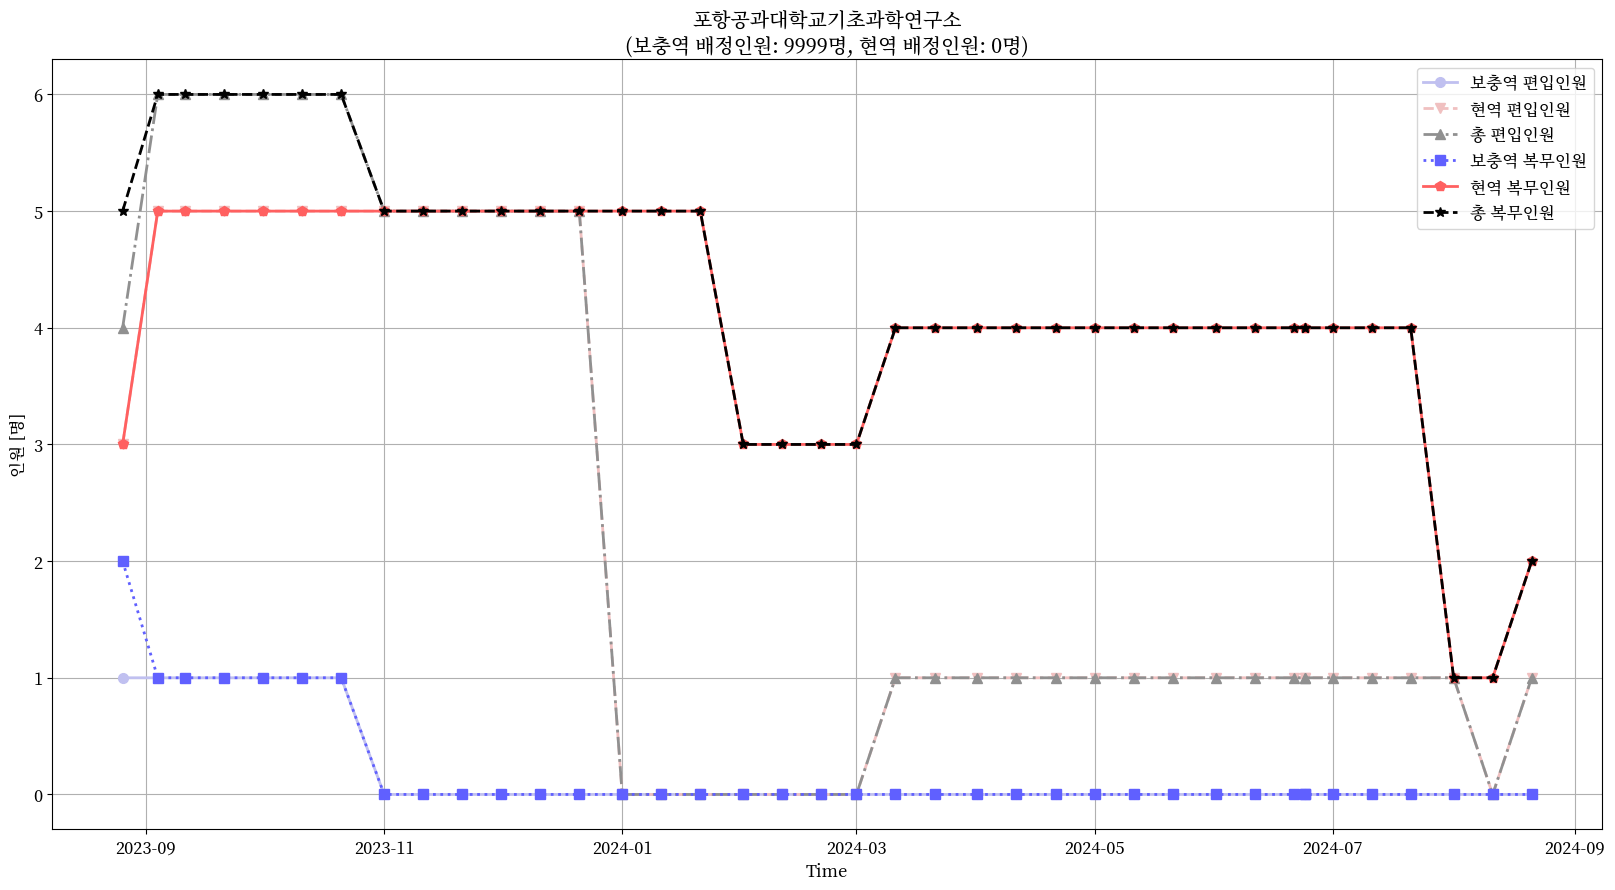 포항공과대학교기초과학연구소
(보충역 배정인원: 9999명, 현역 배정인원: 0명)
보충역 편입인원
현역 편입인원
총 편입인원
보충역 복무인원
현역 복무인원
총 복무인원
인원 [명]
6
5
4
3
2
1
0
2023-09
2023-11
2024-01
2024-03
2024-05
2024-07
2024-09
Time